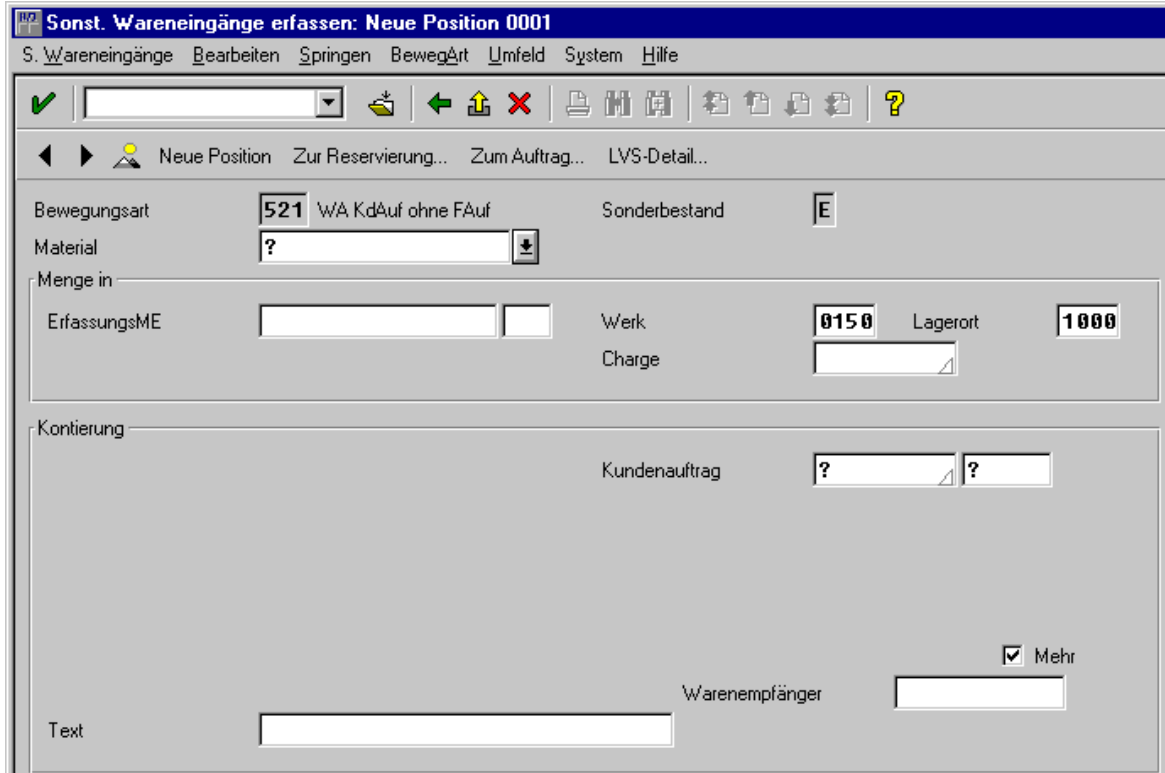 Sonst. Wareneingänge erfassen: Neue Position 0001
S. Wareneingänge Bearbeiten Springen BewegArt Umfeld System Hilfe
Neue Position Zur Reservierung... Zum Auftrag... LVS-Detail...
Bewegungsart 521 WA KdAuf ohne FAuf Sonderbestand E
Material ?
Menge in
ErfassungsME Werk 0150 Lagerort 1000
Charge
Kontierung
Kundenauftrag ? ?
Mehr
Warenempfänger
Text